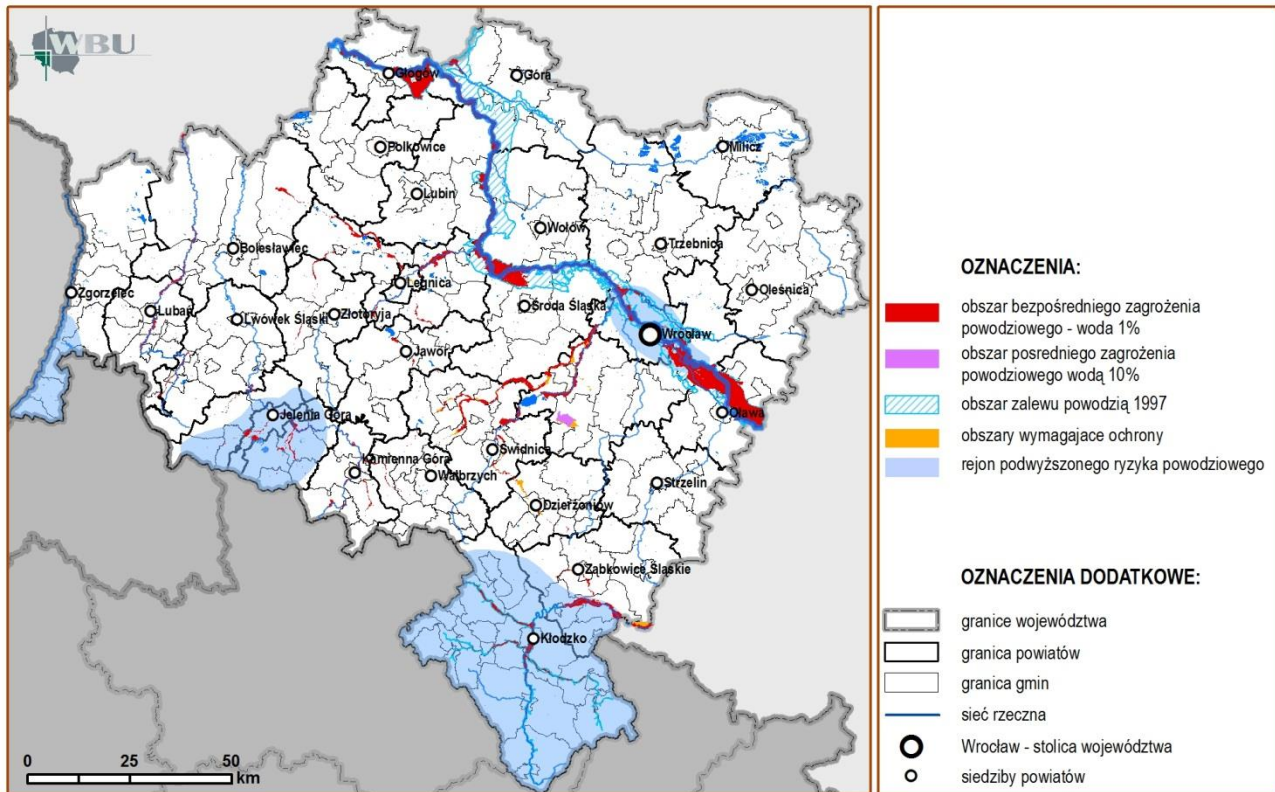 WBU
Głogów
Góra
Polkowice
Milicz
Lubin
Wołów
Trzebnica
Bolesławiec
Zgorzelec
Legnica
Oleśnica
Lubań
Lwówek Śląski
Złotoryja
Środa Śląska
Wrocław
Jawor
Jelenia Góra
Oława
Świdnica
Kamienna Góra
Wałbrzych
Strzelin
Dzierżoniów
Ząbkowice Śląskie
Kłodzko
0 25 50
km
OZNACZENIA:
obszar bezpośredniego zagrożenia
powodziowego - woda 1%
obszar posredniego zagrożenia
powodziowego wodą 10%
obszar zalewu powodzią 1997
obszary wymagajace ochrony
rejon podwyższonego ryzyka powodziowego
OZNACZENIA DODATKOWE:
granice województwa
granica powiatów
granica gmin
sieć rzeczna
Wrocław - stolica województwa
siedziby powiatów